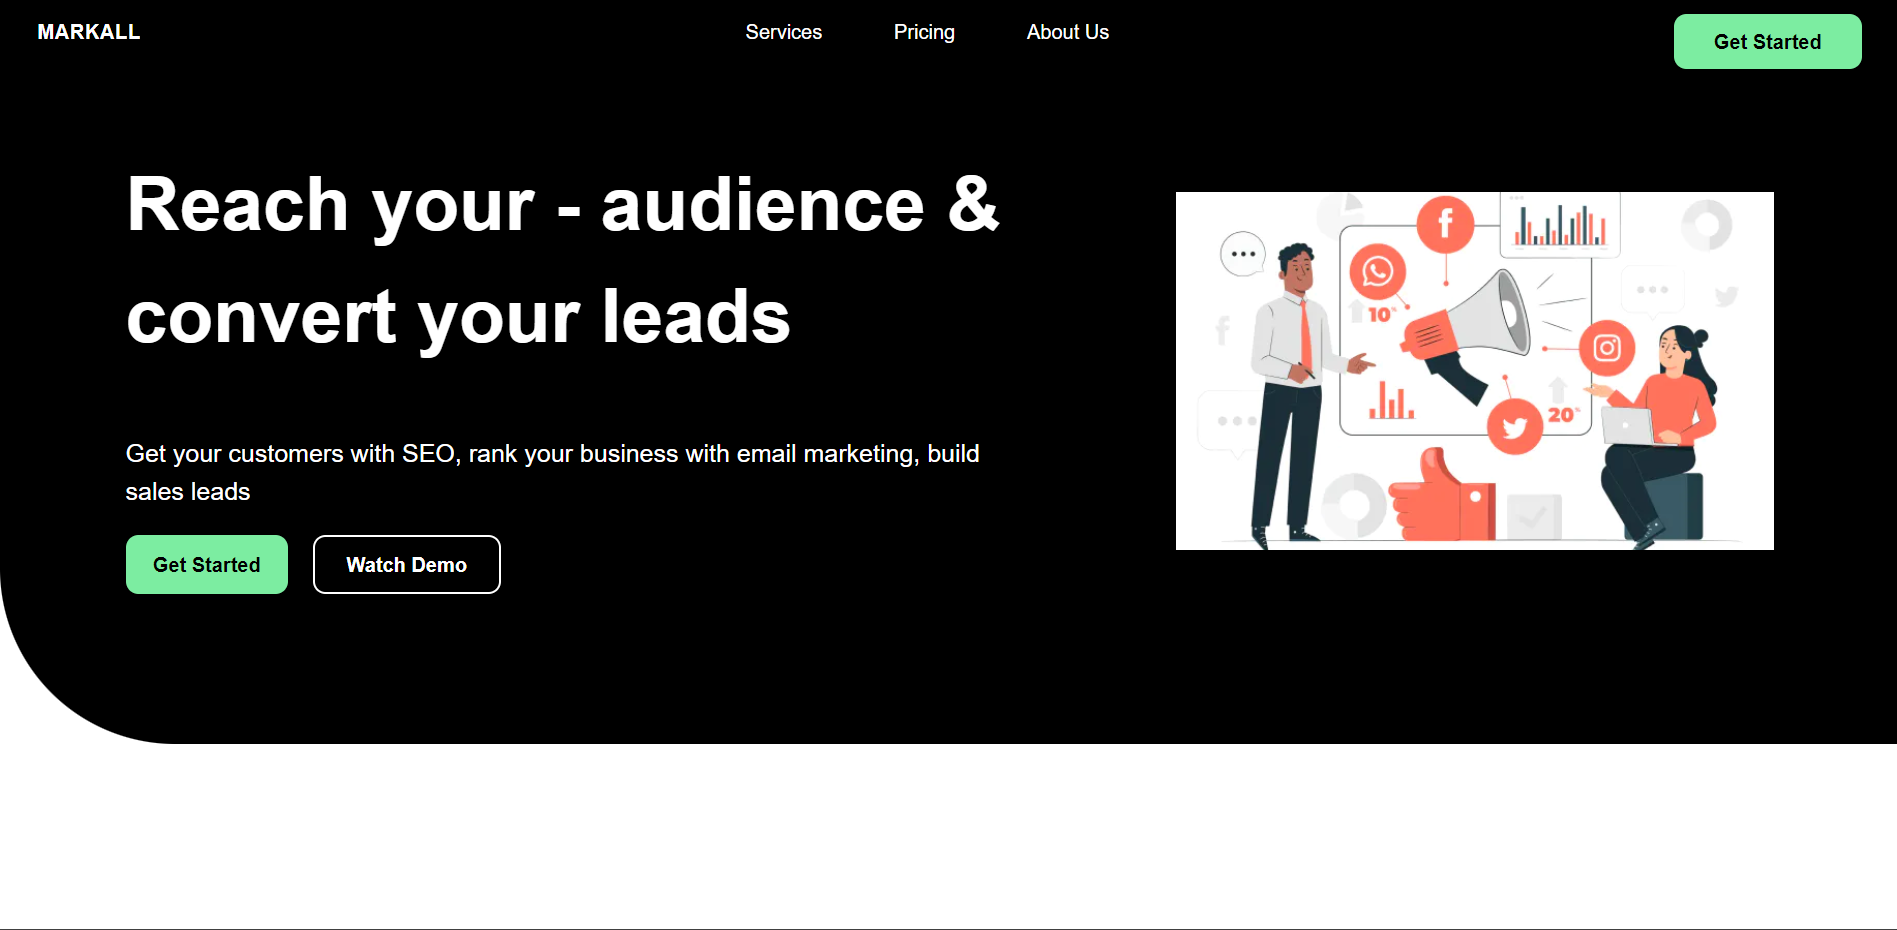 MARKALL
Services
Pricing
About Us
Get Started
Reach your - audience &
convert your leads
Get your customers with SEO, rank your business with email marketing, build
sales leads
Get Started
Watch Demo
10%
20%